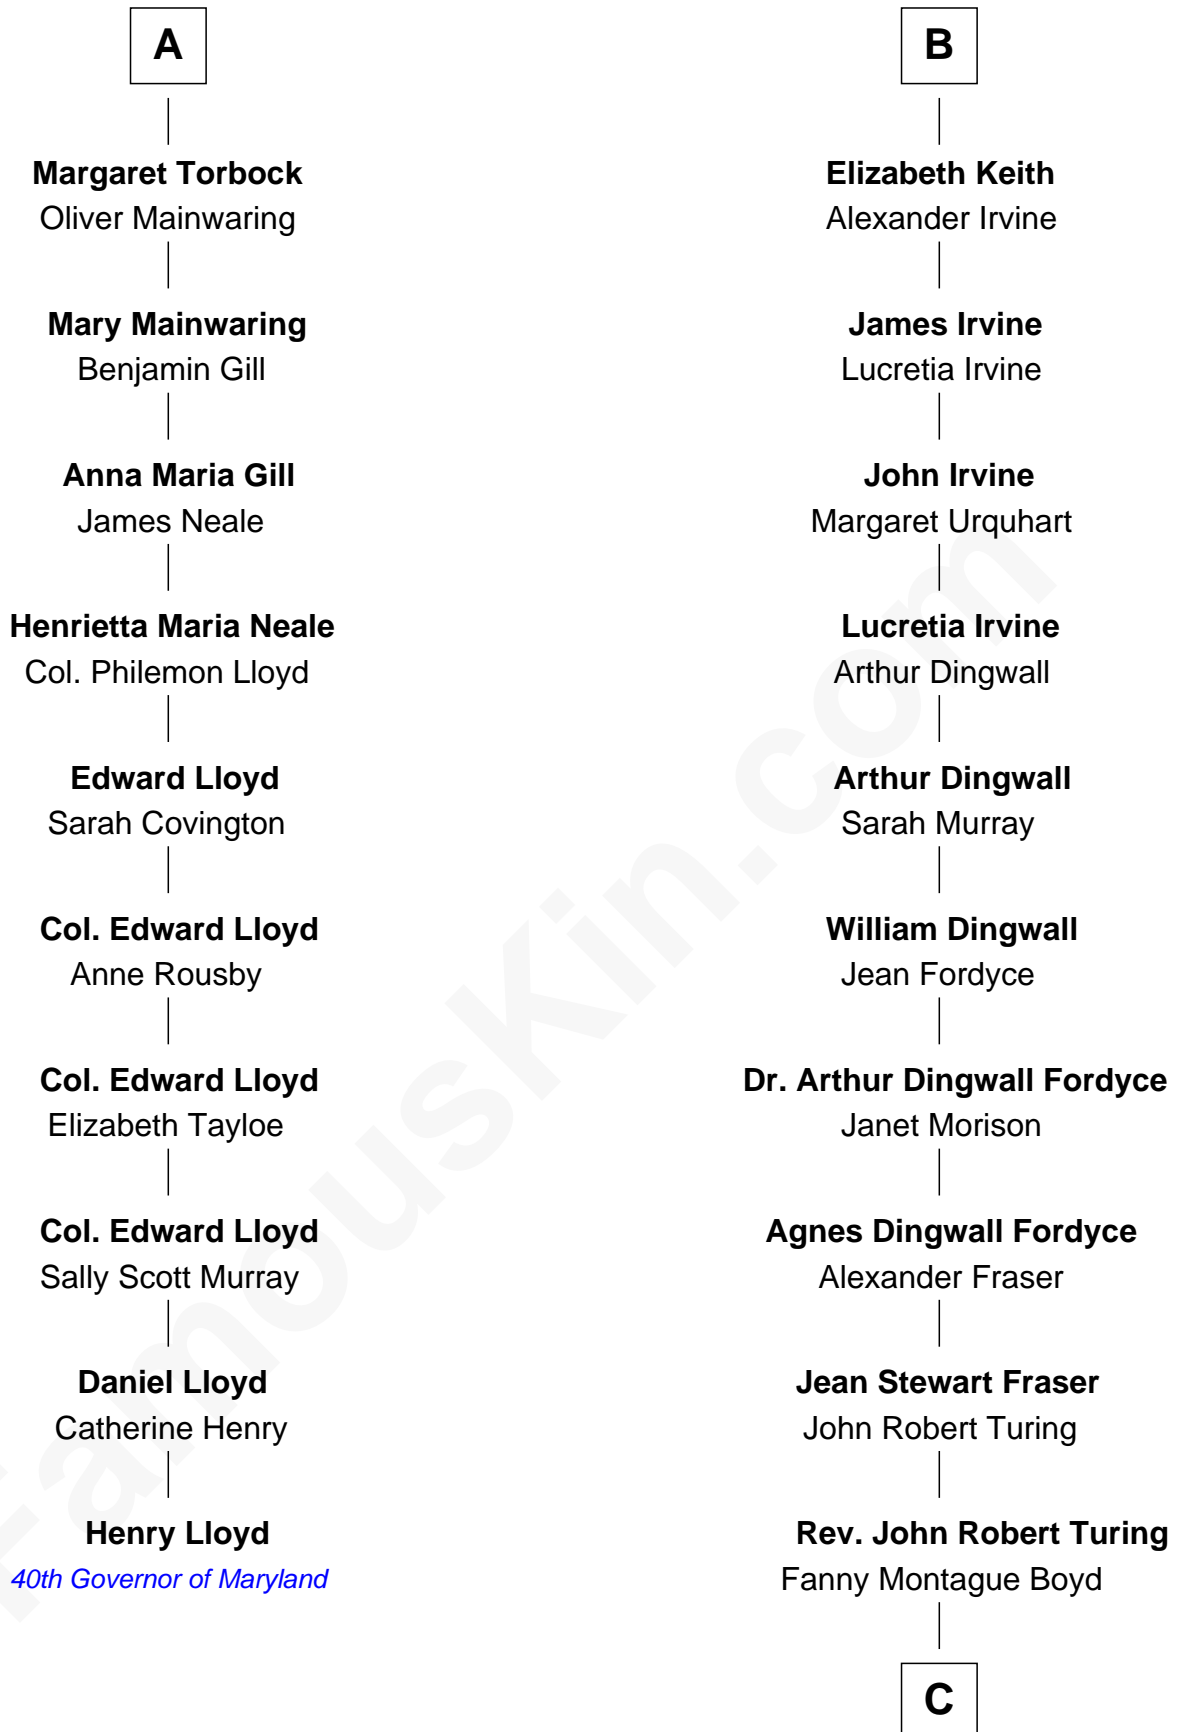 A
Margaret Torbock
Oliver Mainwaring
Mary Mainwaring
Benjamin Gill
Anna Maria Gill
James Neale
Henrietta Maria Neale
Col. Philemon Lloyd
Edward Lloyd
Sarah Covington
Col. Edward Lloyd
Anne Rousby
Col. Edward Lloyd
Elizabeth Tayloe
Col. Edward Lloyd
Sally Scott Murray
Daniel Lloyd
Catherine Henry
Henry Lloyd
40th Governor of Maryland
B
Elizabeth Keith
Alexander Irvine
James Irvine
Lucretia Irvine
John Irvine
Margaret Urquhart
Lucretia Irvine
Arthur Dingwall
Arthur Dingwall
Sarah Murray
William Dingwall
Jean Fordyce
Dr. Arthur Dingwall Fordyce
Janet Morison
Agnes Dingwall Fordyce
Alexander Fraser
Jean Stewart Fraser
John Robert Turing
Rev. John Robert Turing
Fanny Montague Boyd
C
FamousKin.com